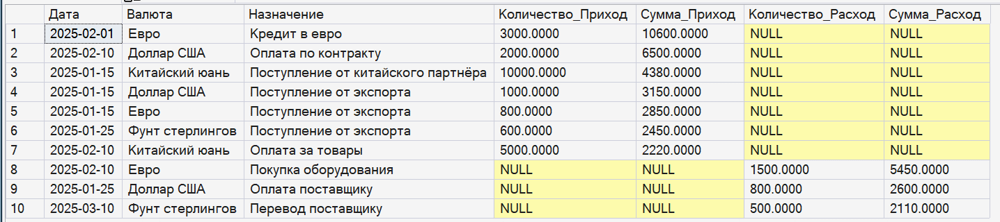 Дата Валюта Назначение Количество_Приход Сумма_Приход Количество_Расход Сумма_Расход
1 2025-02-01 Евро Кредит в евро 3000.0000 10600.0000 NULL NULL
2 2025-02-10 Доллар США Оплата по контракту 2000.0000 6500.0000 NULL NULL
3 2025-01-15 Китайский юань Поступление от китайского партнёра 10000.0000 4380.0000 NULL NULL
4 2025-01-15 Доллар США Поступление от экспорта 1000.0000 3150.0000 NULL NULL
5 2025-01-15 Евро Поступление от экспорта 800.0000 2850.0000 NULL NULL
6 2025-01-25 Фунт стерлингов Поступление от экспорта 600.0000 2450.0000 NULL NULL
7 2025-02-10 Китайский юань Оплата за товары 5000.0000 2220.0000 NULL NULL
8 2025-02-10 Евро Покупка оборудования NULL NULL 1500.0000 5450.0000
9 2025-01-25 Доллар США Оплата поставщику NULL NULL 800.0000 2600.0000
10 2025-03-10 Фунт стерлингов Перевод поставщику NULL NULL 500.0000 2110.0000